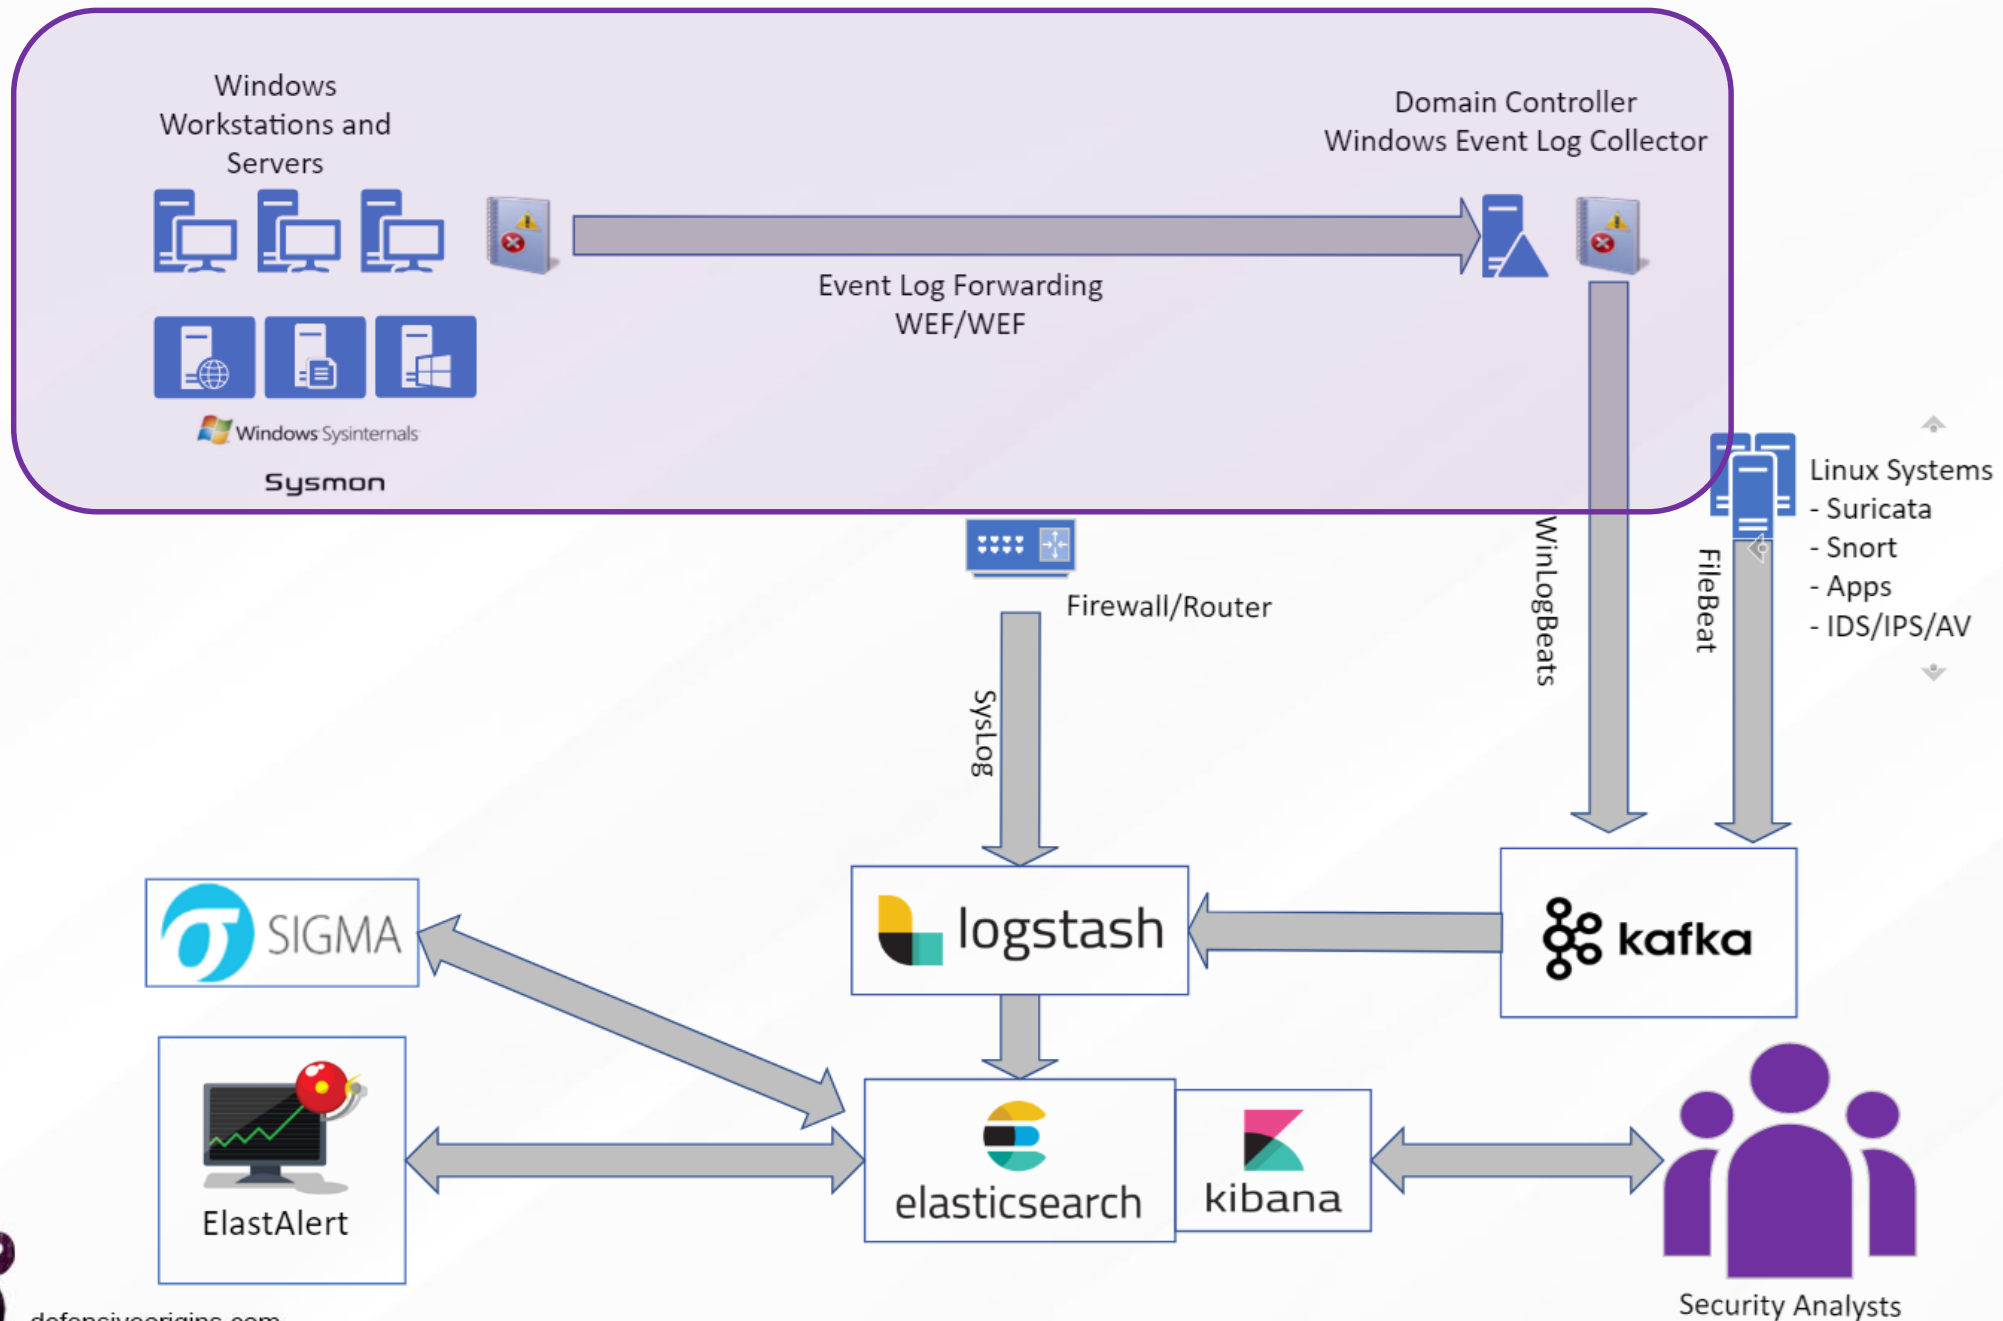 Windows
Workstations and
Servers
Domain Controller
Windows Event Log Collector
Event Log Forwarding
WEF/WEF
Windows Sysinternals
Sysmon
Linux Systems
- Suricata
- Snort
- Apps
- IDS/IPS/AV
WinLogBeats
FileBeat
Firewall/Router
SysLog
SIGMA
logstash
kafka
ElastAlert
elasticsearch
kibana
Security Analysts
defensiveorigins.com